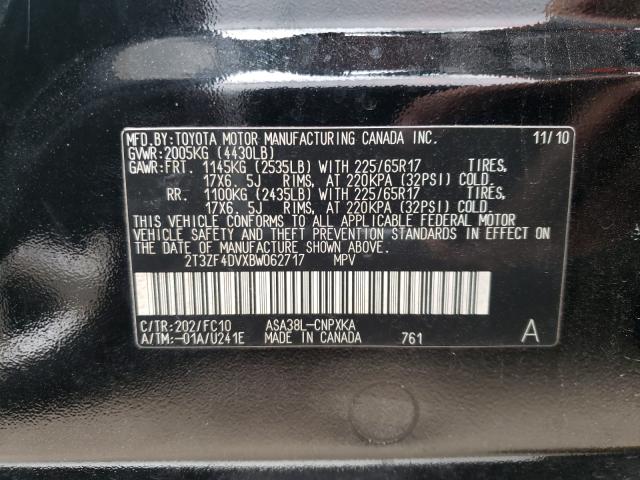 MFD.BY:TOYOTA MOTOR MANUFACTURING CANADA INC. 11/10
GVWR:2005KG (4430LB)
GAWR:FRT. 1145KG (2535LB) WITH 225/65R17 TIRES,
17X6. 5J RIMS, AT 220KPA (32PSI) COLD.
RR. 1100KG (2435LB) WITH 225/65R17 TIRES,
17X6. 5J RIMS, AT 220KPA (32PSI) COLD.
THIS VEHICLE CONFORMS TO ALL APPLICABLE FEDERAL MOTOR
VEHICLE SAFETY AND THEFT PREVENTION STANDARDS IN EFFECT
ON THE DATE OF MANUFACTURE SHOWN ABOVE.
2T3ZF4DVXBW062717 MPV
C/TR:202/FC10 ASA38L-CNPXKA
A/TM:-01A/U241E MADE IN CANADA 761 A